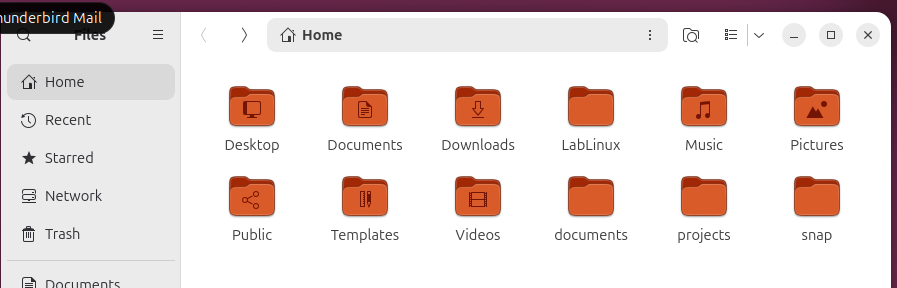 hunderbird Mail
Files
Home
Home
Recent
Starred
Network
Trash
Documents
Desktop
Documents
Downloads
LabLinux
Music
Pictures
Public
Templates
Videos
documents
projects
snap